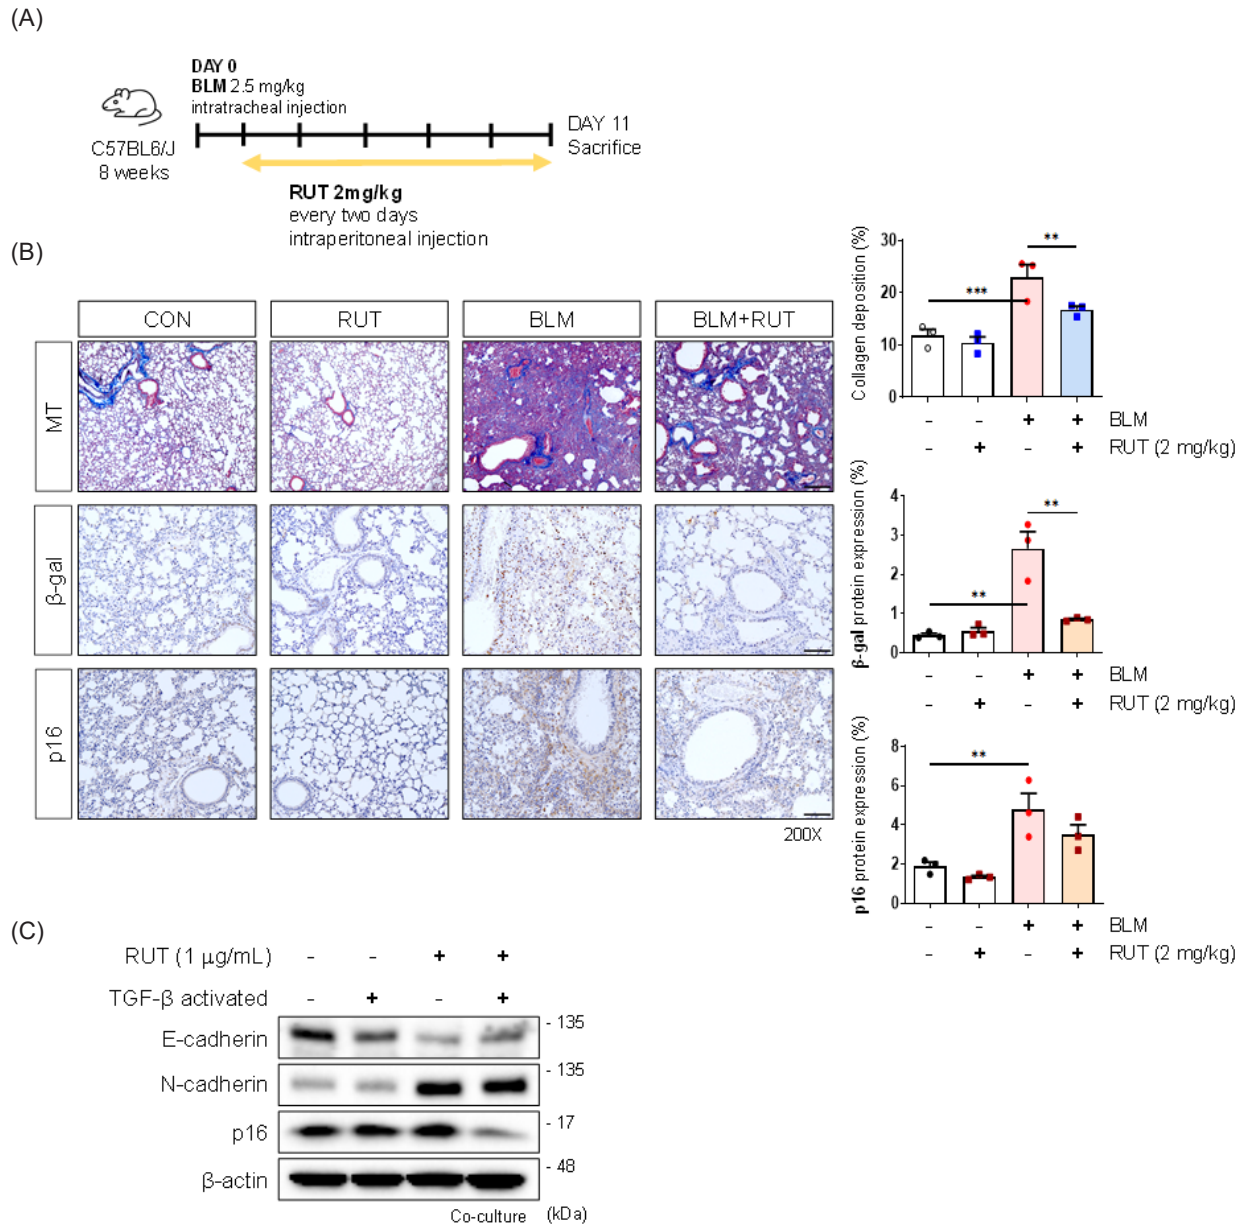 (A)
DAY 0
BLM 2.5 mg/kg
intratracheal injection
C57BL6/J
8 weeks
DAY 11
Sacrifice
RUT 2mg/kg
every two days
intraperitoneal injection
(B)
CON
RUT
BLM
BLM+RUT
MT
β-gal
p16
200X
Collagen deposition (%)
30
20
10
0
***
**
- - + + BLM
- + - + RUT (2 mg/kg)
β-gal protein expression (%)
4
3
2
1
0
**
**
- - + + BLM
- + - + RUT (2 mg/kg)
p16 protein expression (%)
8
6
4
2
0
**
- - + + BLM
- + - + RUT (2 mg/kg)
(C)
RUT (1 μg/mL) - - + +
TGF-β activated - + - +
E-cadherin - 135
N-cadherin - 135
p16 - 17
β-actin - 48
Co-culture (kDa)